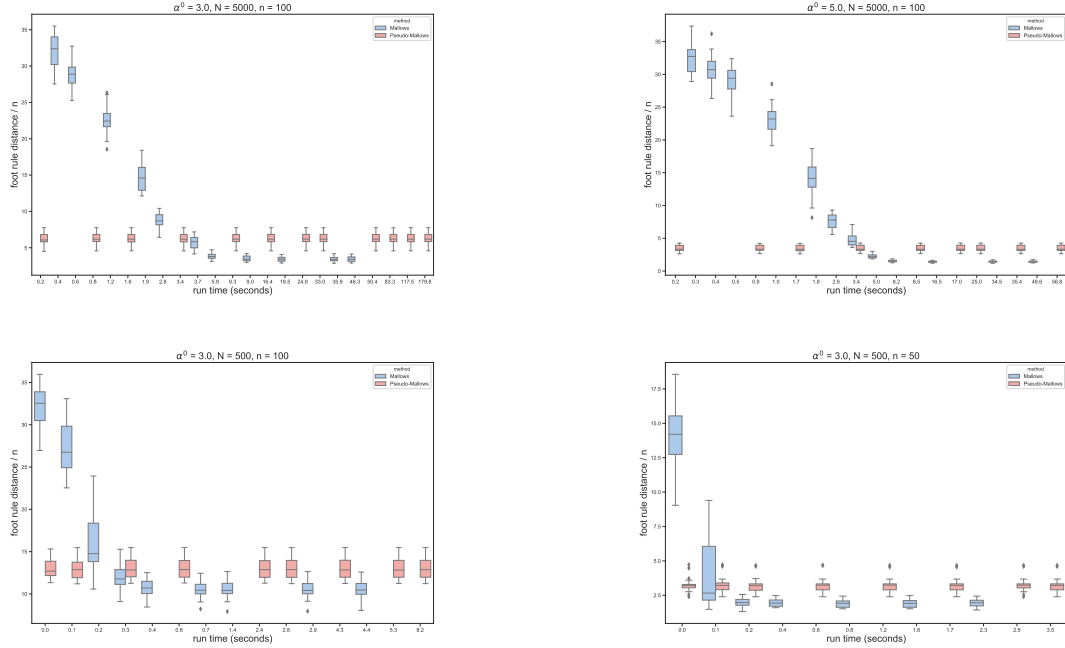 α⁰ = 3.0, N = 5000, n = 100
method
Mallows
Pseudo-Mallows
foot rule distance / n
35
30
25
20
15
10
5
0.2 0.4 0.6 0.8 1.2 1.6 1.9 2.8 3.4 3.7 5.9 8.3 9.0 16.4 18.5 24.9 33.0 35.9 46.3 50.4 83.3 117.5 179.8
run time (seconds)
α⁰ = 5.0, N = 5000, n = 100
method
Mallows
Pseudo-Mallows
foot rule distance / n
35
30
25
20
15
10
5
0
0.2 0.3 0.4 0.5 0.9 1.0 1.7 1.8 2.6 3.4 5.0 8.2 8.5 16.5 17.0 25.0 34.5 35.4 48.6 56.8
run time (seconds)
α⁰ = 3.0, N = 500, n = 100
method
Mallows
Pseudo-Mallows
foot rule distance / n
35
30
25
20
15
10
0.0 0.1 0.2 0.3 0.4 0.6 0.7 1.4 2.4 2.8 2.9 4.3 4.4 5.3 8.2
run time (seconds)
α⁰ = 3.0, N = 500, n = 50
method
Mallows
Pseudo-Mallows
foot rule distance / n
17.5
15.0
12.5
10.0
7.5
5.0
2.5
0.0 0.1 0.2 0.4 0.6 0.8 1.2 1.6 1.7 2.3 2.5 3.5
run time (seconds)